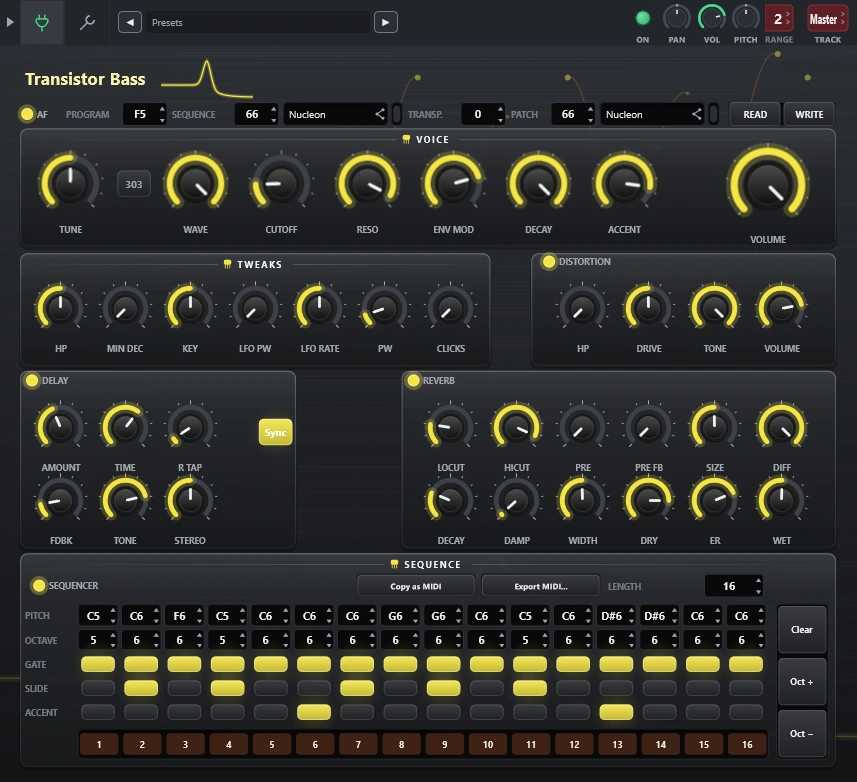 Presets
2
Master
ON PAN VOL PITCH RANGE TRACK
Transistor Bass
AF PROGRAM F5 SEQUENCE 66 Nucleon TRANSP. 0 PATCH 66 Nucleon READ WRITE
VOICE
303
TUNE WAVE CUTOFF RESO ENV MOD DECAY ACCENT VOLUME
TWEAKS
HP MIN DEC KEY LFO PW LFO RATE PW CLICKS
DISTORTION
HP DRIVE TONE VOLUME
DELAY
Sync
AMOUNT TIME R TAP
FDBK TONE STEREO
REVERB
LOCUT HICUT PRE PRE FB SIZE DIFF
DECAY DAMP WIDTH DRY ER WET
SEQUENCE
SEQUENCER Copy as MIDI Export MIDI... LENGTH 16
PITCH C5 C6 F6 C5 C6 C6 C6 G6 G6 C6 C5 C6 D#6 D#6 C6 C6
OCTAVE 5 6 6 5 6 6 6 6 6 6 5 6 6 6 6 6
GATE
SLIDE
ACCENT
1 2 3 4 5 6 7 8 9 10 11 12 13 14 15 16
Clear
Oct +
Oct –